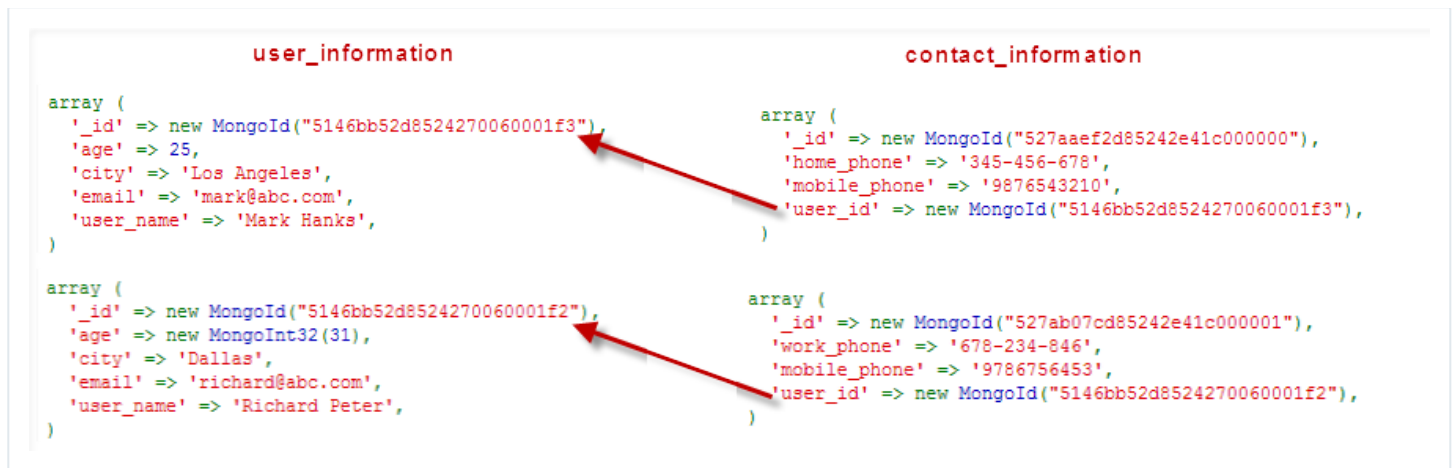 user_information
array (
'_id' => new MongoId("5146bb52d8524270060001f3"),
'age' => 25,
'city' => 'Los Angeles',
'email' => 'mark@abc.com',
'user_name' => 'Mark Hanks',
)
array (
'_id' => new MongoId("5146bb52d8524270060001f2"),
'age' => new MongoInt32(31),
'city' => 'Dallas',
'email' => 'richard@abc.com',
'user_name' => 'Richard Peter',
)
contact_information
array (
'_id' => new MongoId("527aaef2d85242e41c000000"),
'home_phone' => '345-456-678',
'mobile_phone' => '9876543210',
'user_id' => new MongoId("5146bb52d8524270060001f3"),
)
array (
'_id' => new MongoId("527ab07cd85242e41c000001"),
'work_phone' => '678-234-846',
'mobile_phone' => '9786756453',
'user_id' => new MongoId("5146bb52d8524270060001f2"),
)